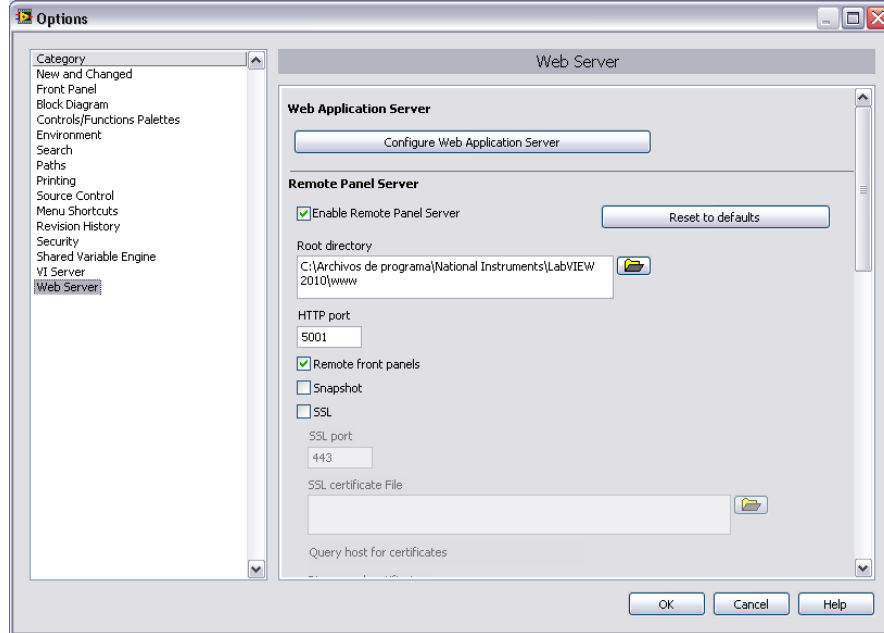 Options
Category
New and Changed
Front Panel
Block Diagram
Controls/Functions Palettes
Environment
Search
Paths
Printing
Source Control
Menu Shortcuts
Revision History
Security
Shared Variable Engine
VI Server
Web Server
Web Server
Web Application Server
Configure Web Application Server
Remote Panel Server
Enable Remote Panel Server
Reset to defaults
Root directory
C:\Archivos de programa\National Instruments\LabVIEW
2010\www
HTTP port
5001
Remote front panels
Snapshot
SSL
SSL port
443
SSL certificate File
Query host for certificates
OK
Cancel
Help